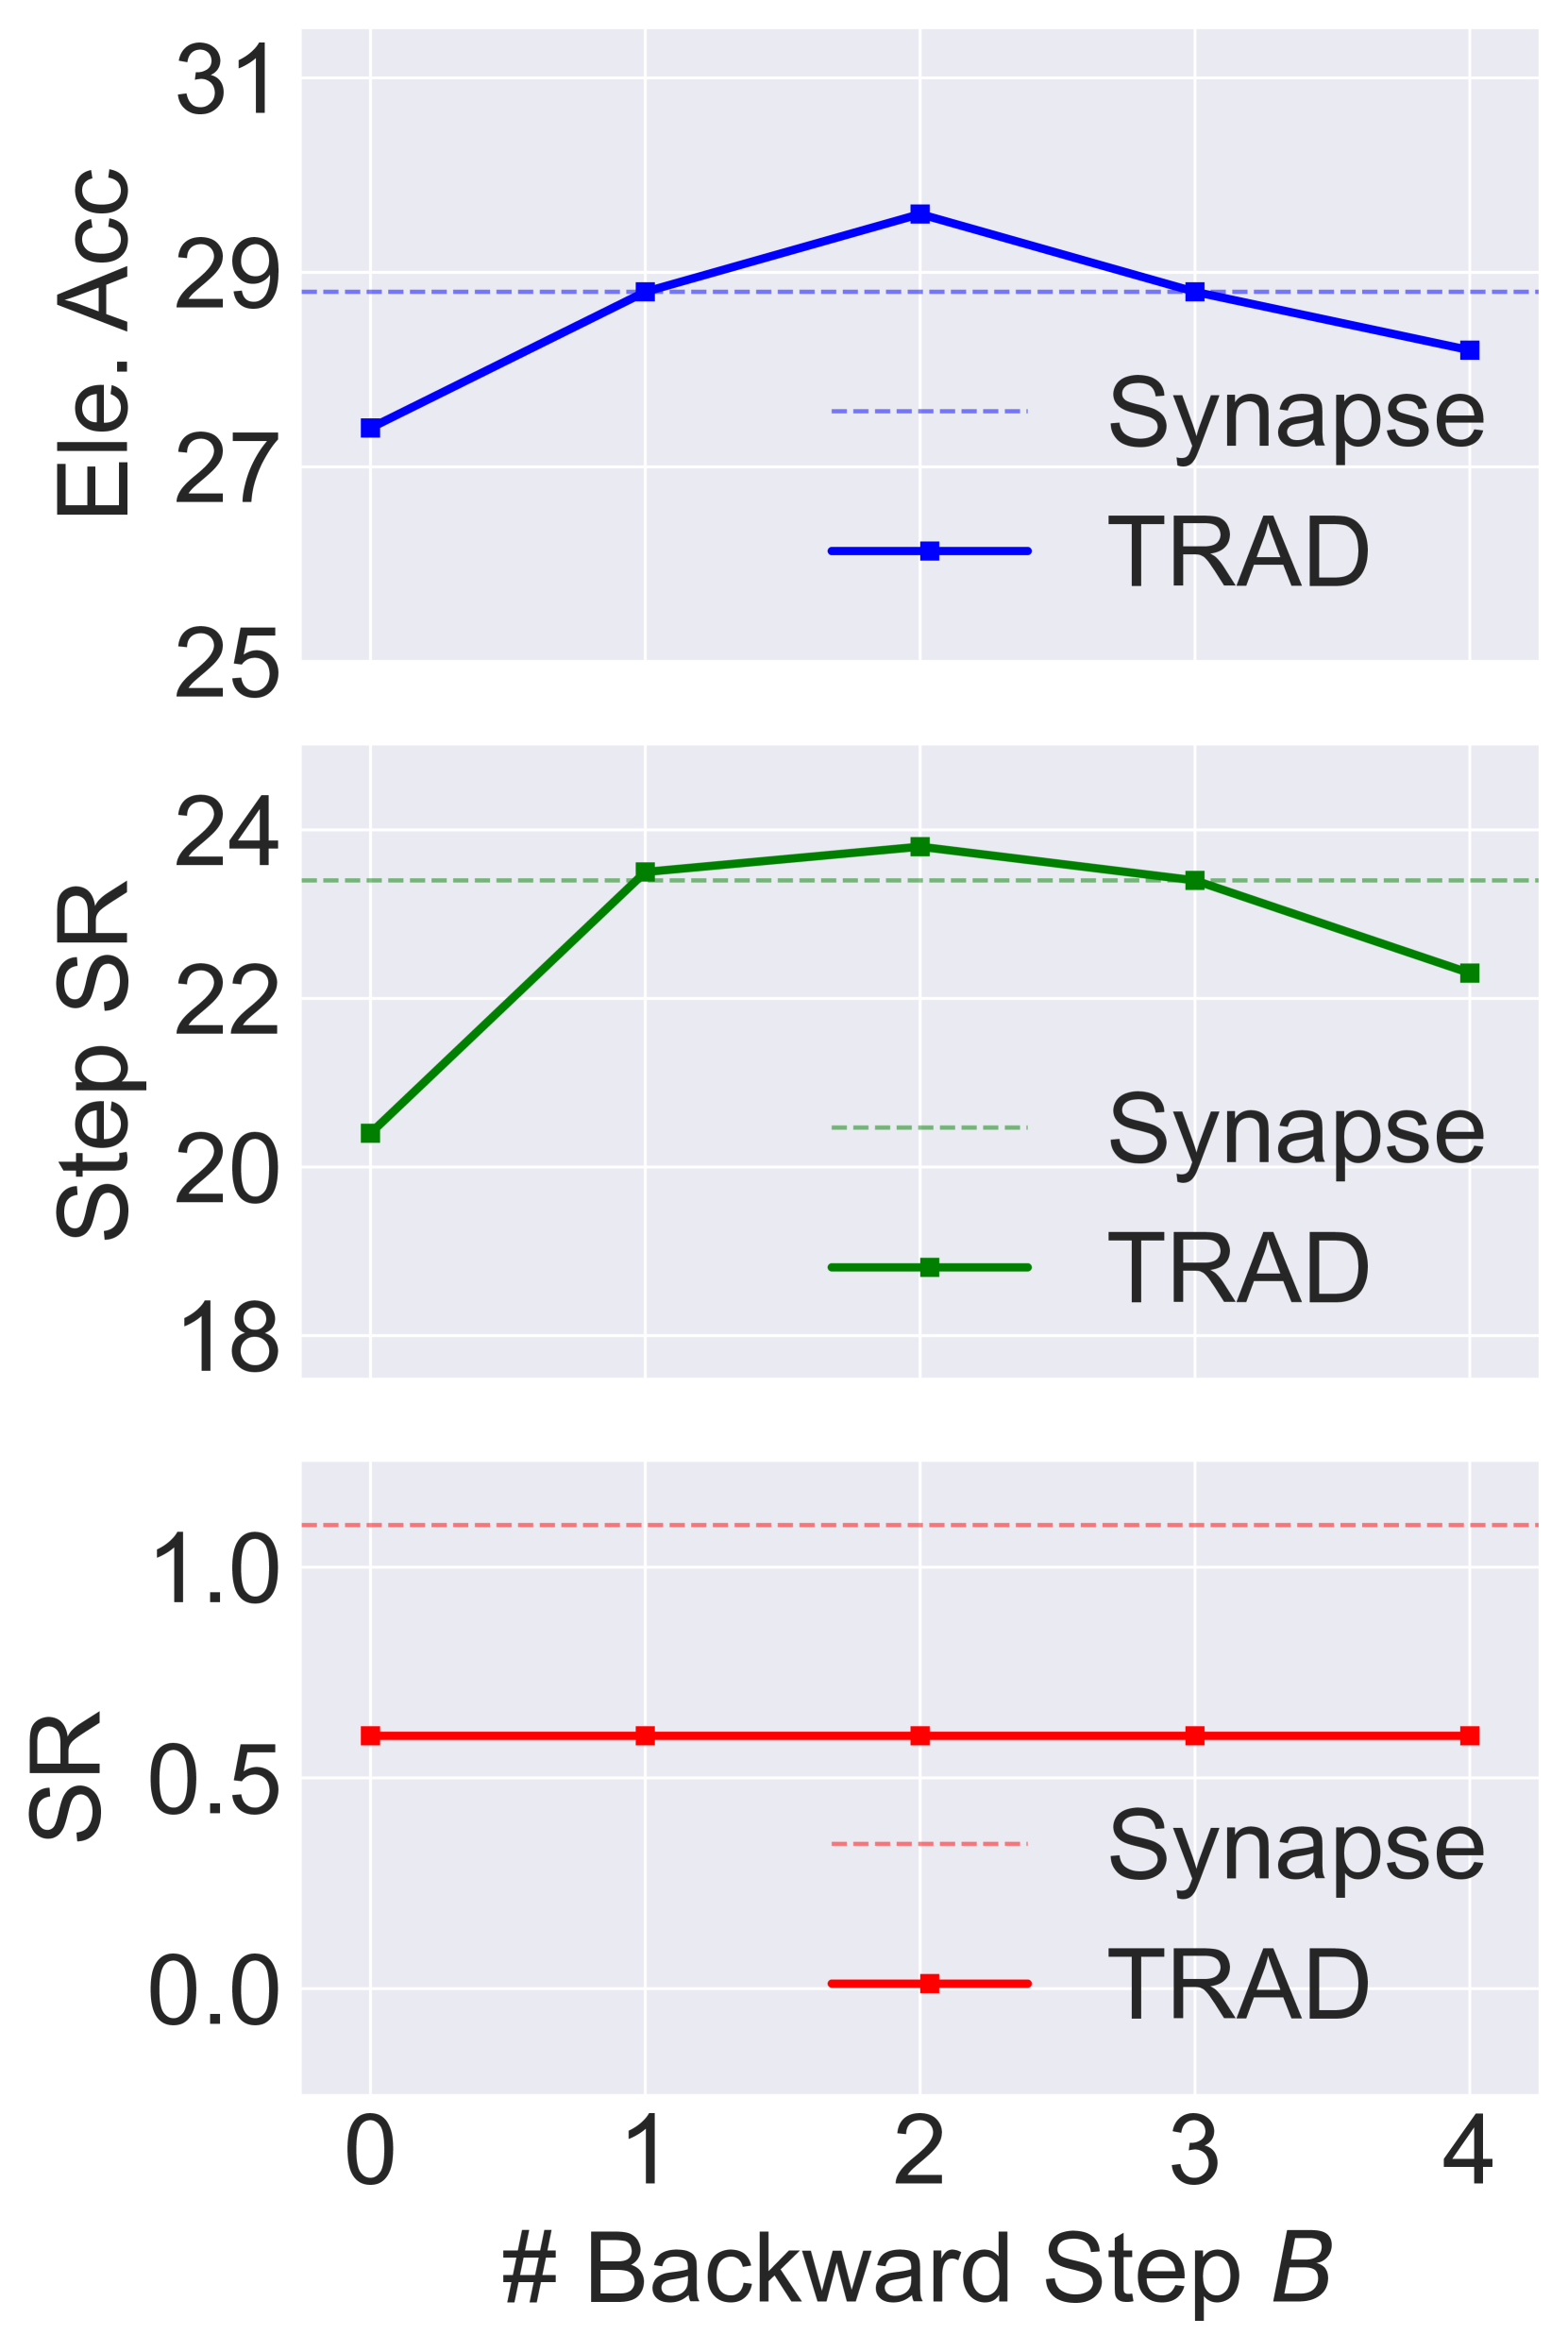 Ele. Acc
31
29
27
25
Synapse
TRAD
Step SR
24
22
20
18
Synapse
TRAD
SR
1.0
0.5
0.0
Synapse
TRAD
0 1 2 3 4
# Backward Step B